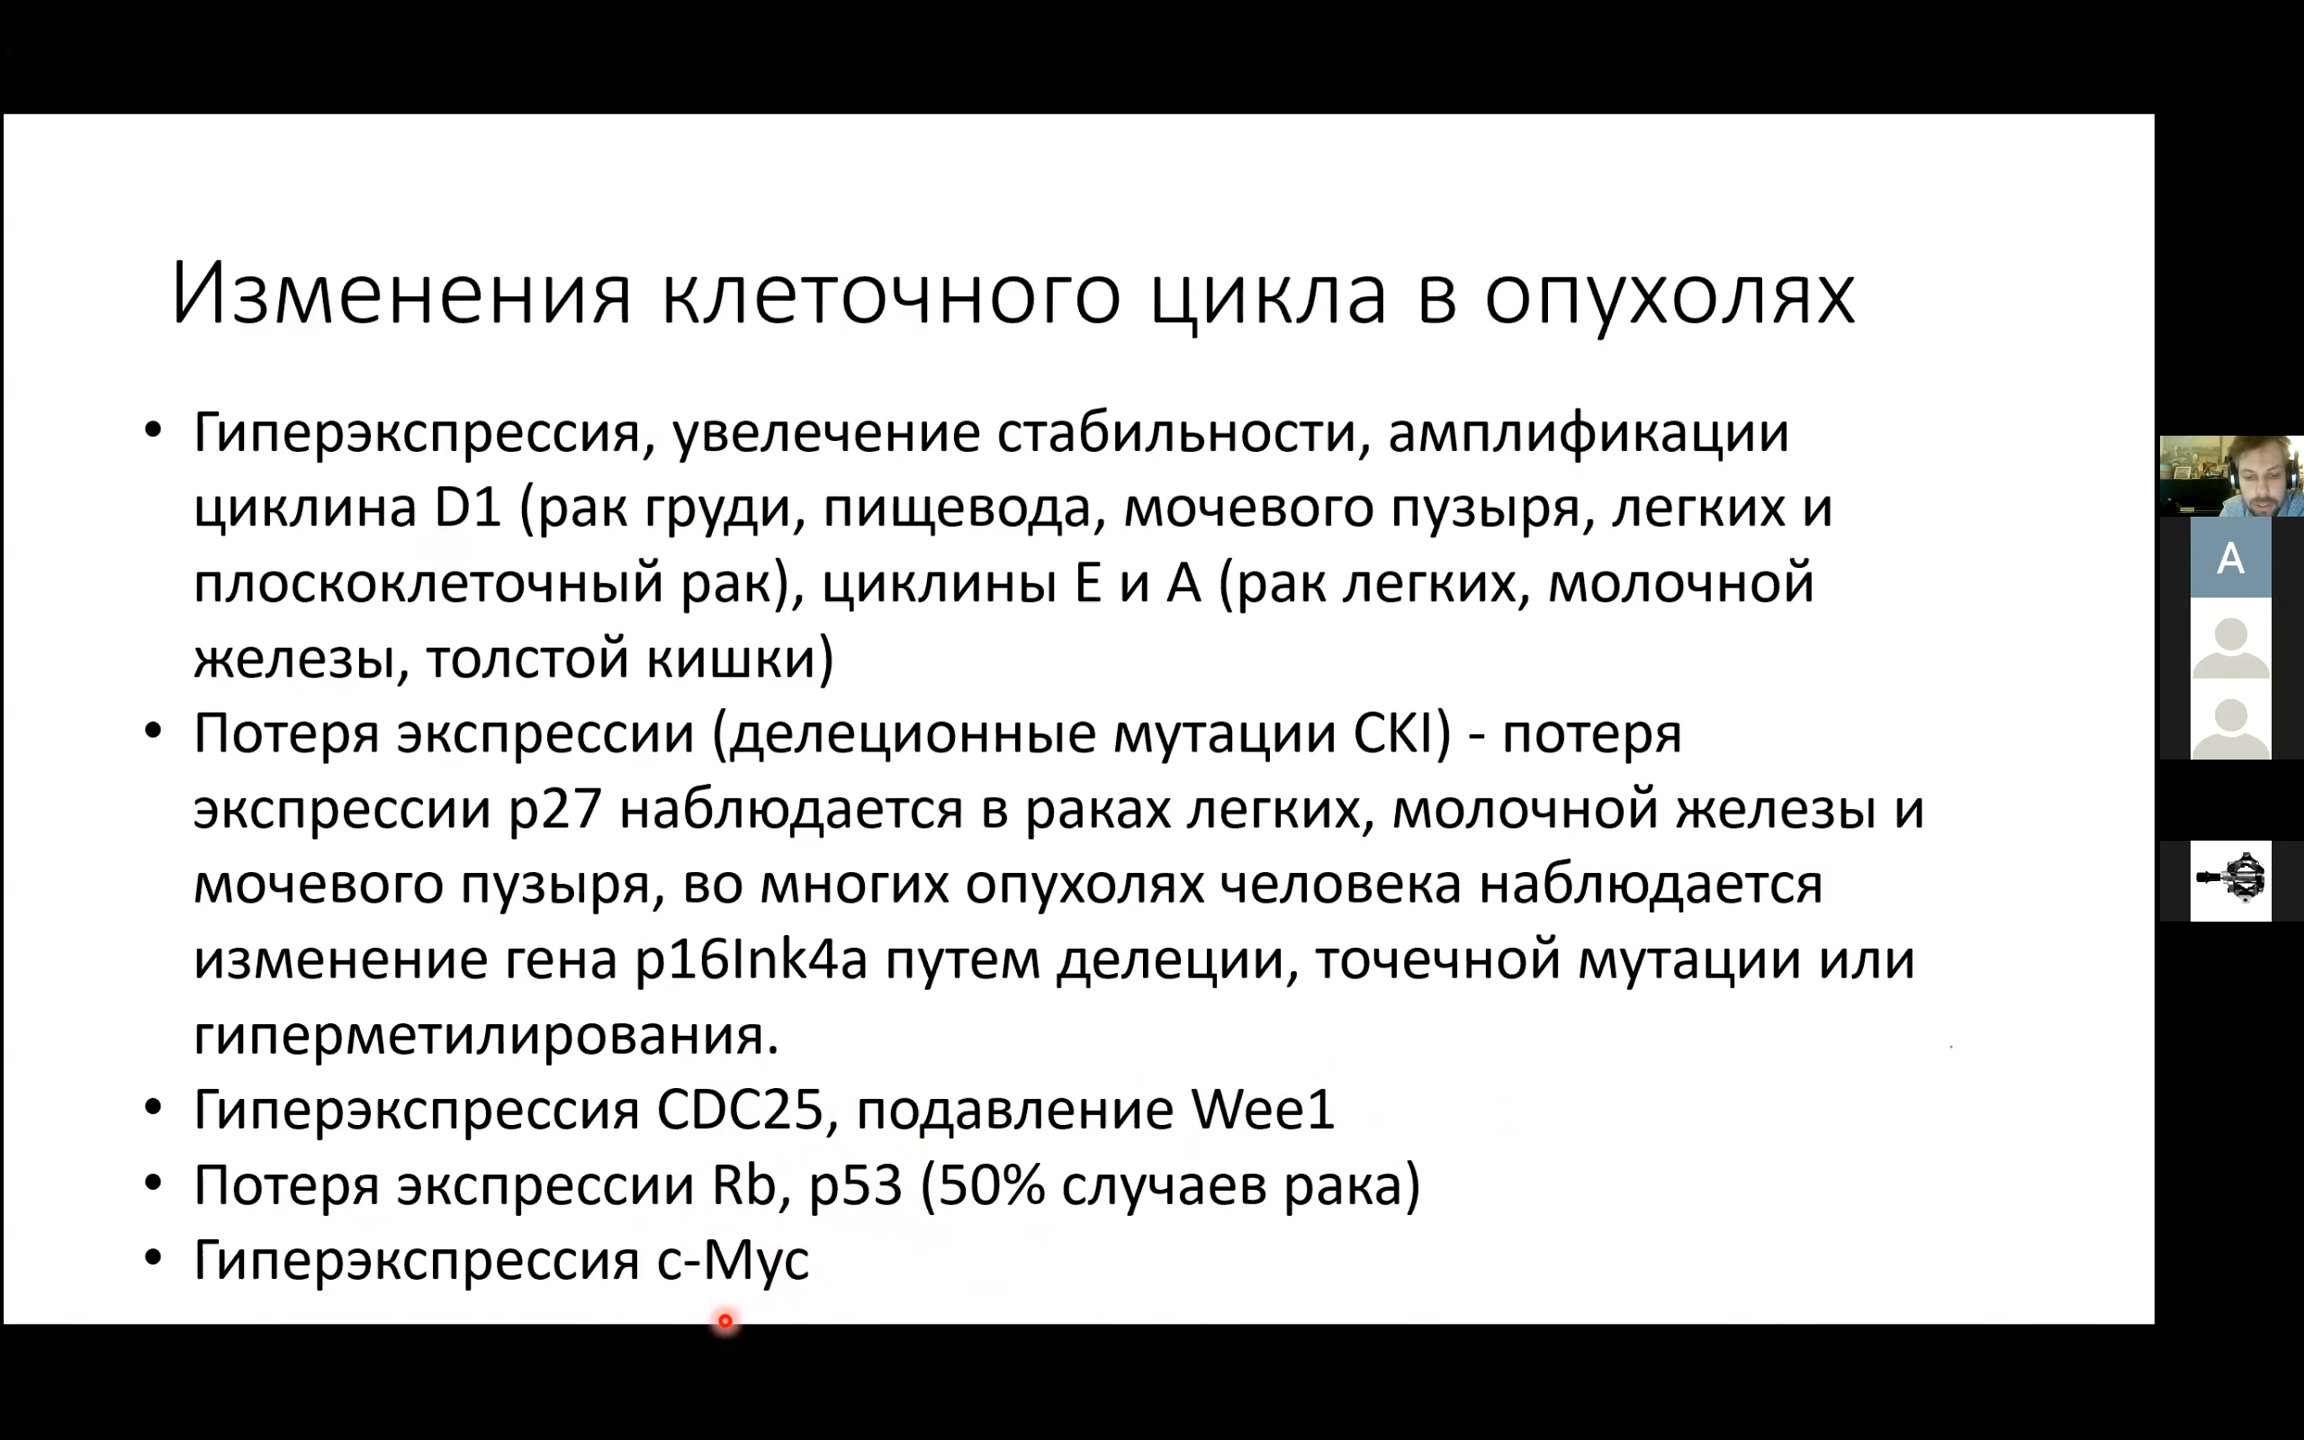 Изменения клеточного цикла в опухолях
• Гиперэкспрессия, увелечение стабильности, амплификации
циклина D1 (рак груди, пищевода, мочевого пузыря, легких и
плоскоклеточный рак), циклины Е и А (рак легких, молочной
железы, толстой кишки)
• Потеря экспрессии (делеционные мутации CKI) - потеря
экспрессии p27 наблюдается в раках легких, молочной железы и
мочевого пузыря, во многих опухолях человека наблюдается
изменение гена p16Ink4a путем делеции, точечной мутации или
гиперметилирования.
• Гиперэкспрессия CDC25, подавление Wee1
• Потеря экспрессии Rb, p53 (50% случаев рака)
• Гиперэкспрессия c-Myc
A